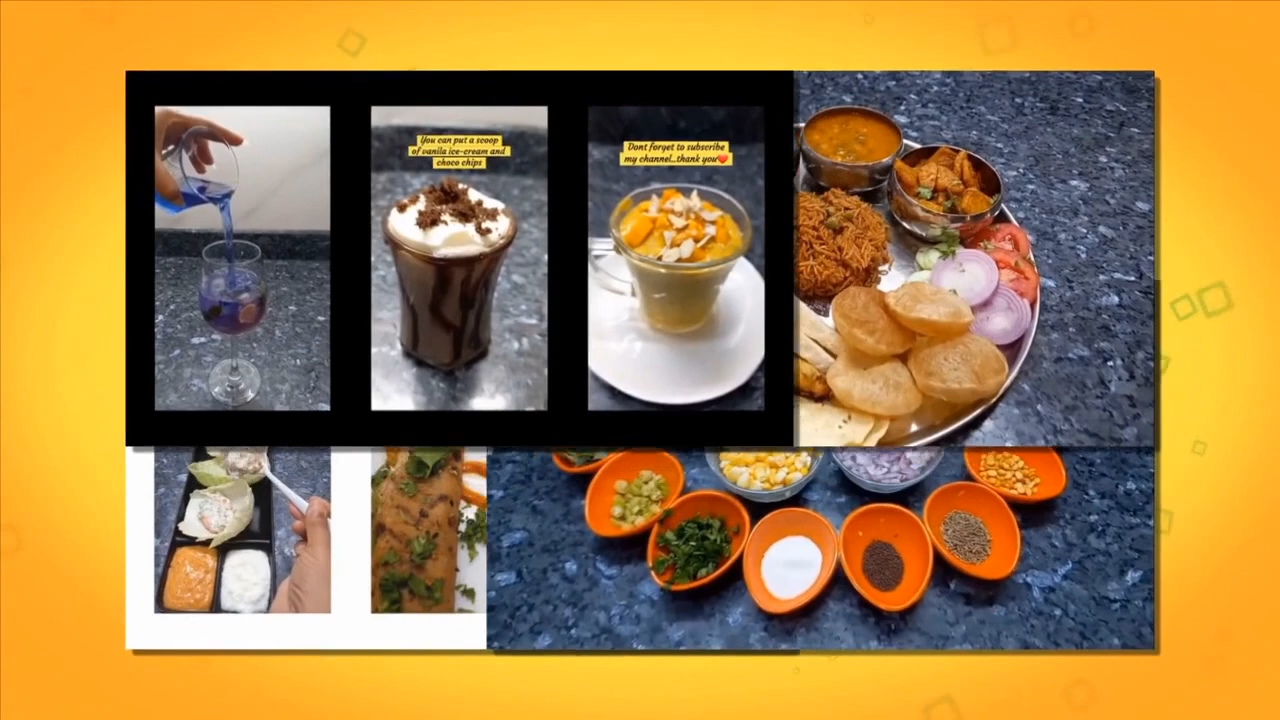 You can put a scoop
of vanila ice-cream and
choco chips
Dont forget to subscribe
my channel...thank you❤️